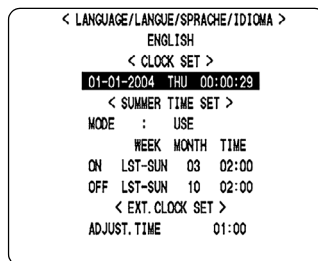 < LANGUAGE/LANGUE/SPRACHE/IDIOMA >
ENGLISH
< CLOCK SET >
01-01-2004 THU 00:00:29
< SUMMER TIME SET >
MODE : USE
WEEK MONTH TIME
ON LST-SUN 03 02:00
OFF LST-SUN 10 02:00
< EXT.CLOCK SET >
ADJUST.TIME 01:00